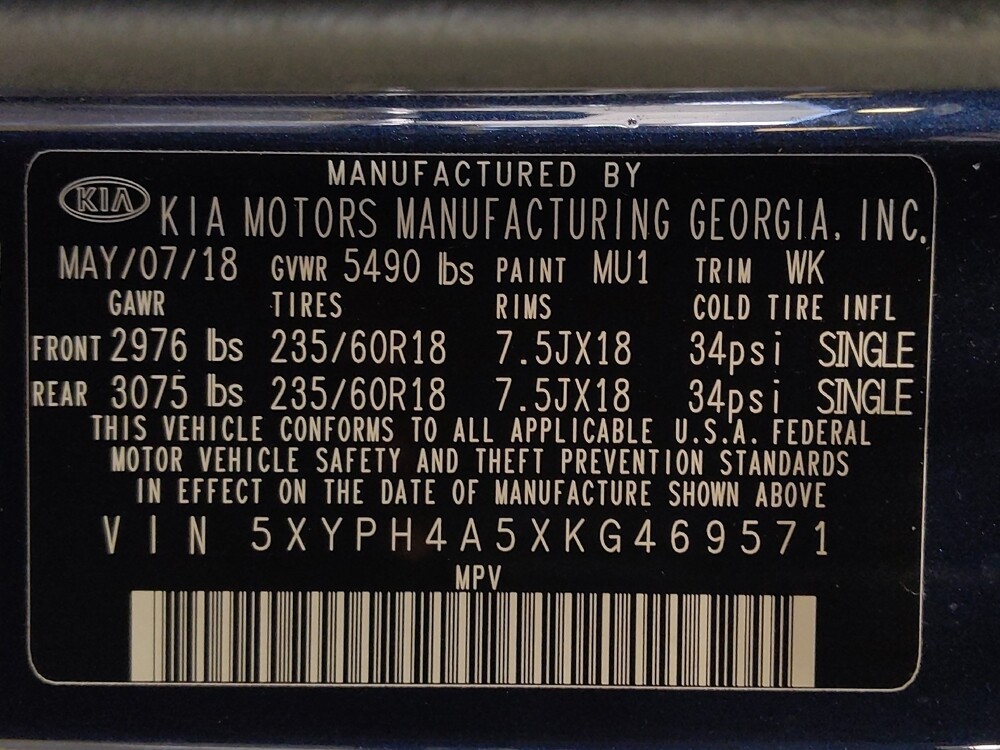 MANUFACTURED BY
KIA KIA MOTORS MANUFACTURING GEORGIA, INC.
MAY/07/18 GVWR 5490 lbs PAINT MU1 TRIM WK
GAWR TIRES RIMS COLD TIRE INFL
FRONT 2976 lbs 235/60R18 7.5JX18 34psi SINGLE
REAR 3075 lbs 235/60R18 7.5JX18 34psi SINGLE
THIS VEHICLE CONFORMS TO ALL APPLICABLE U.S.A. FEDERAL
MOTOR VEHICLE SAFETY AND THEFT PREVENTION STANDARDS
IN EFFECT ON THE DATE OF MANUFACTURE SHOWN ABOVE
VIN 5XYPH4A5XKG469571
MPV